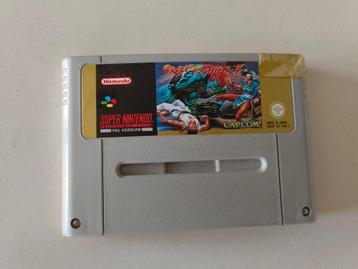 Nintendo
STREET FIGHTER II
SUPER NINTENDO
ENTERTAINMENT SYSTEM
PAL VERSION
CAPCOM